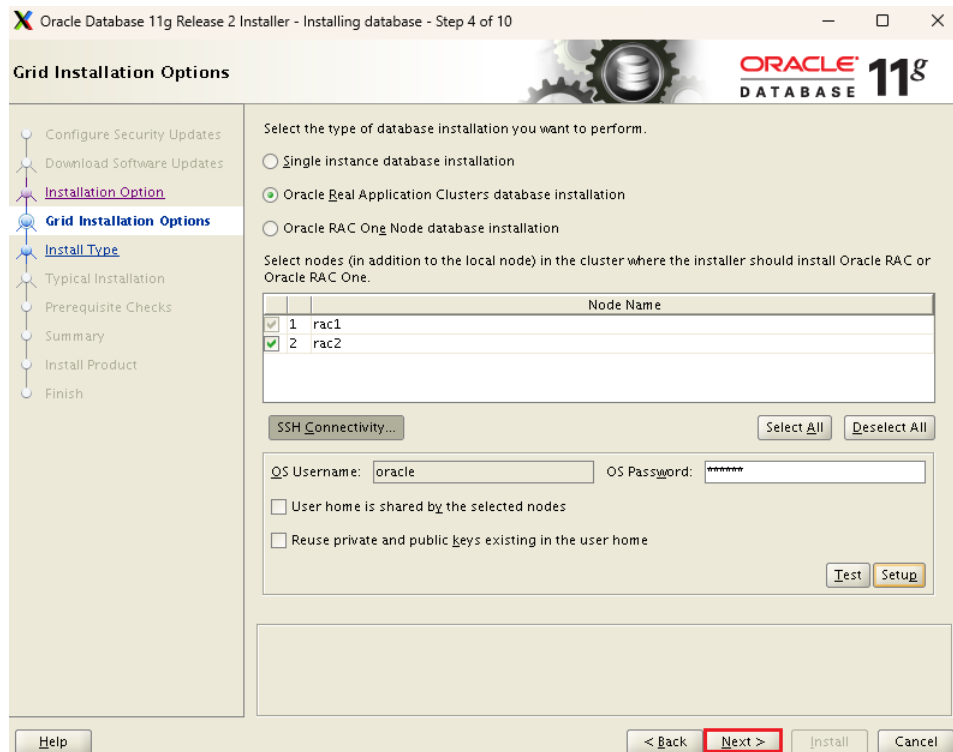 Oracle Database 11g Release 2 Installer - Installing database - Step 4 of 10
Grid Installation Options
ORACLE
DATABASE
11g
Configure Security Updates
Download Software Updates
Installation Option
Grid Installation Options
Install Type
Typical Installation
Prerequisite Checks
Summary
Install Product
Finish
Select the type of database installation you want to perform.
Single instance database installation
Oracle Real Application Clusters database installation
Oracle RAC One Node database installation
Select nodes (in addition to the local node) in the cluster where the installer should install Oracle RAC or
Oracle RAC One.
Node Name
1 rac1
2 rac2
SSH Connectivity... Select All Deselect All
OS Username: oracle OS Password: ******
User home is shared by the selected nodes
Reuse private and public keys existing in the user home
Test Setup
Help < Back Next > Install Cancel